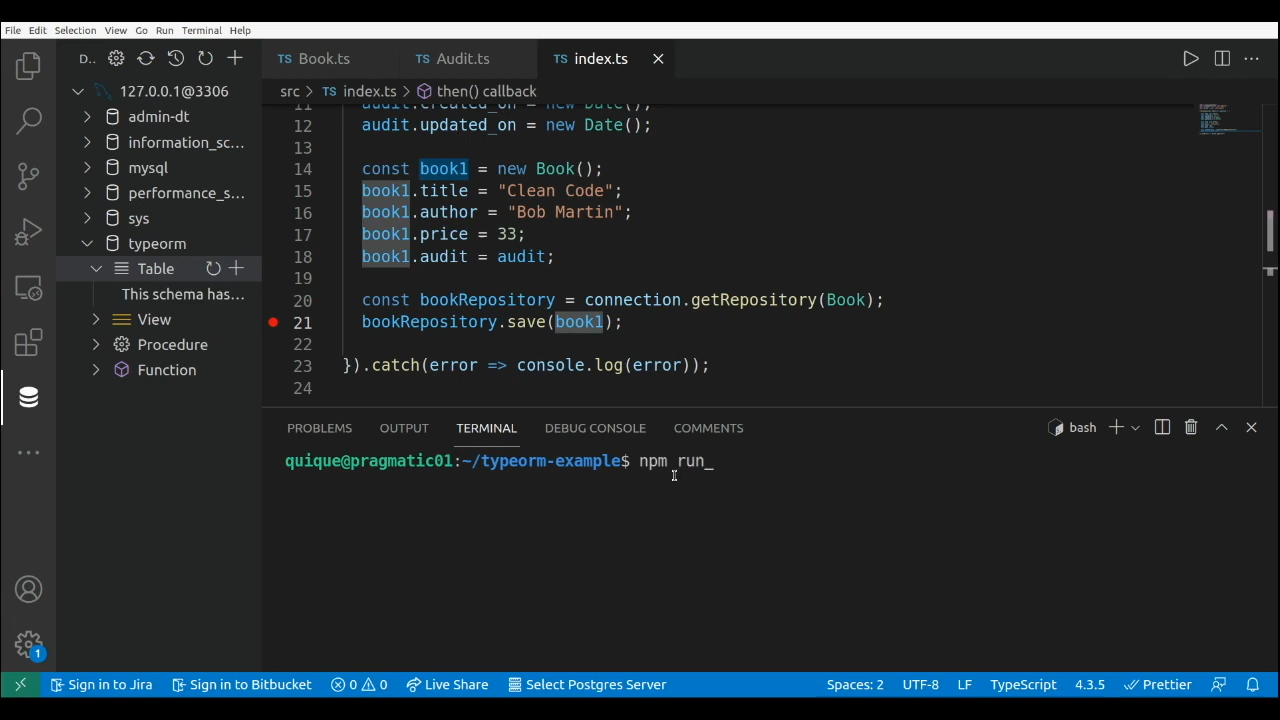 File Edit Selection View Go Run Terminal Help
D..
TS Book.ts
TS Audit.ts
TS index.ts
src > TS index.ts > then() callback
127.0.0.1@3306
admin-dt
information_sc...
mysql
performance_s...
sys
typeorm
Table
This schema has...
View
Procedure
Function
11 audit.created_on = new Date();
12 audit.updated_on = new Date();
13
14 const book1 = new Book();
15 book1.title = "Clean Code";
16 book1.author = "Bob Martin";
17 book1.price = 33;
18 book1.audit = audit;
19
20 const bookRepository = connection.getRepository(Book);
21 bookRepository.save(book1);
22
23 }).catch(error => console.log(error));
24
PROBLEMS OUTPUT TERMINAL DEBUG CONSOLE COMMENTS
bash
quique@pragmatic01:~/typeorm-example$ npm run_
1
Sign in to Jira Sign in to Bitbucket 0 0 Live Share Select Postgres Server Spaces: 2 UTF-8 LF TypeScript 4.3.5 Prettier